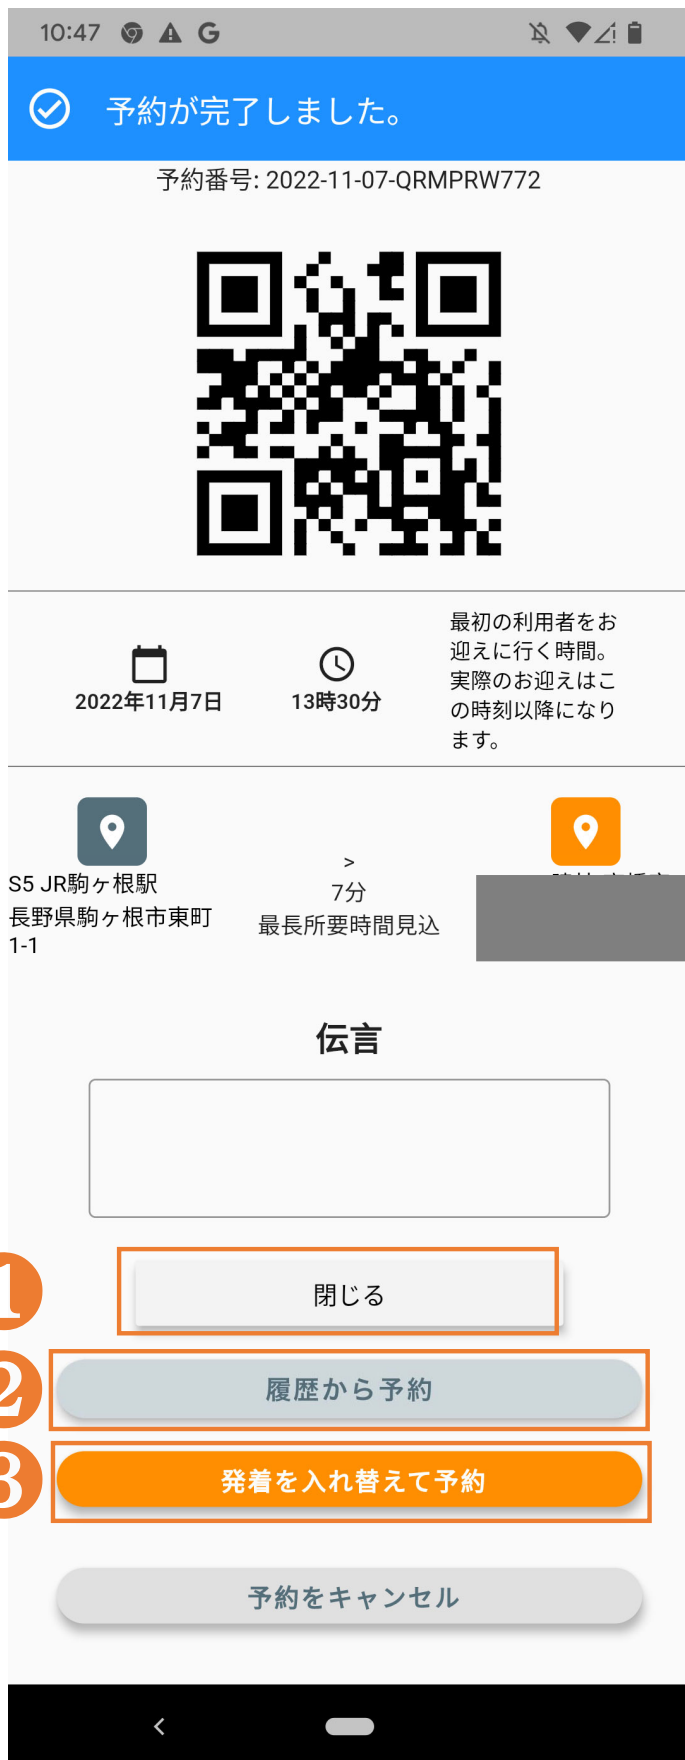 10:47
予約が完了しました。
予約番号: 2022-11-07-QRMPRW772
2022年11月7日
13時30分
最初の利用者をお
迎えに行く時間。
実際のお迎えはこ
の時刻以降になり
ます。
S5 JR駒ヶ根駅
長野県駒ヶ根市東町
1-1
>
7分
最長所要時間見込
伝言
1
閉じる
2
履歴から予約
3
発着を入れ替えて予約
予約をキャンセル